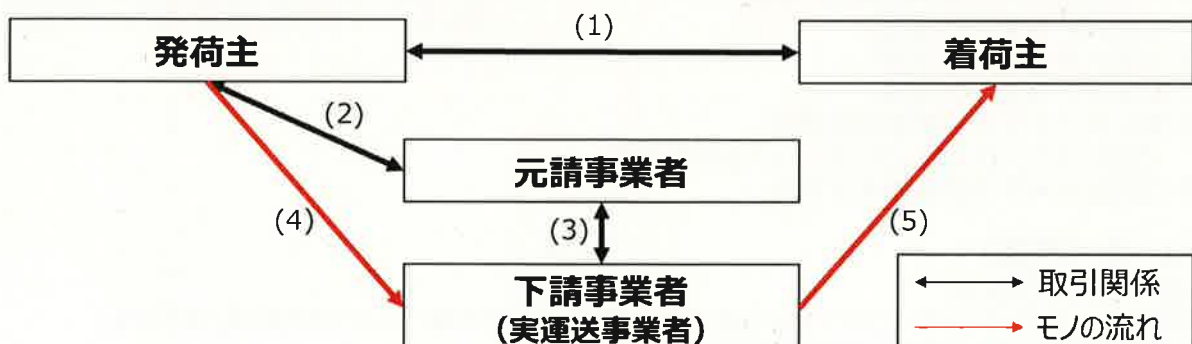 (1)
発荷主
着荷主
(2)
元請事業者
(4)
(3)
(5)
下請事業者
(実運送事業者)
取引関係
モノの流れ